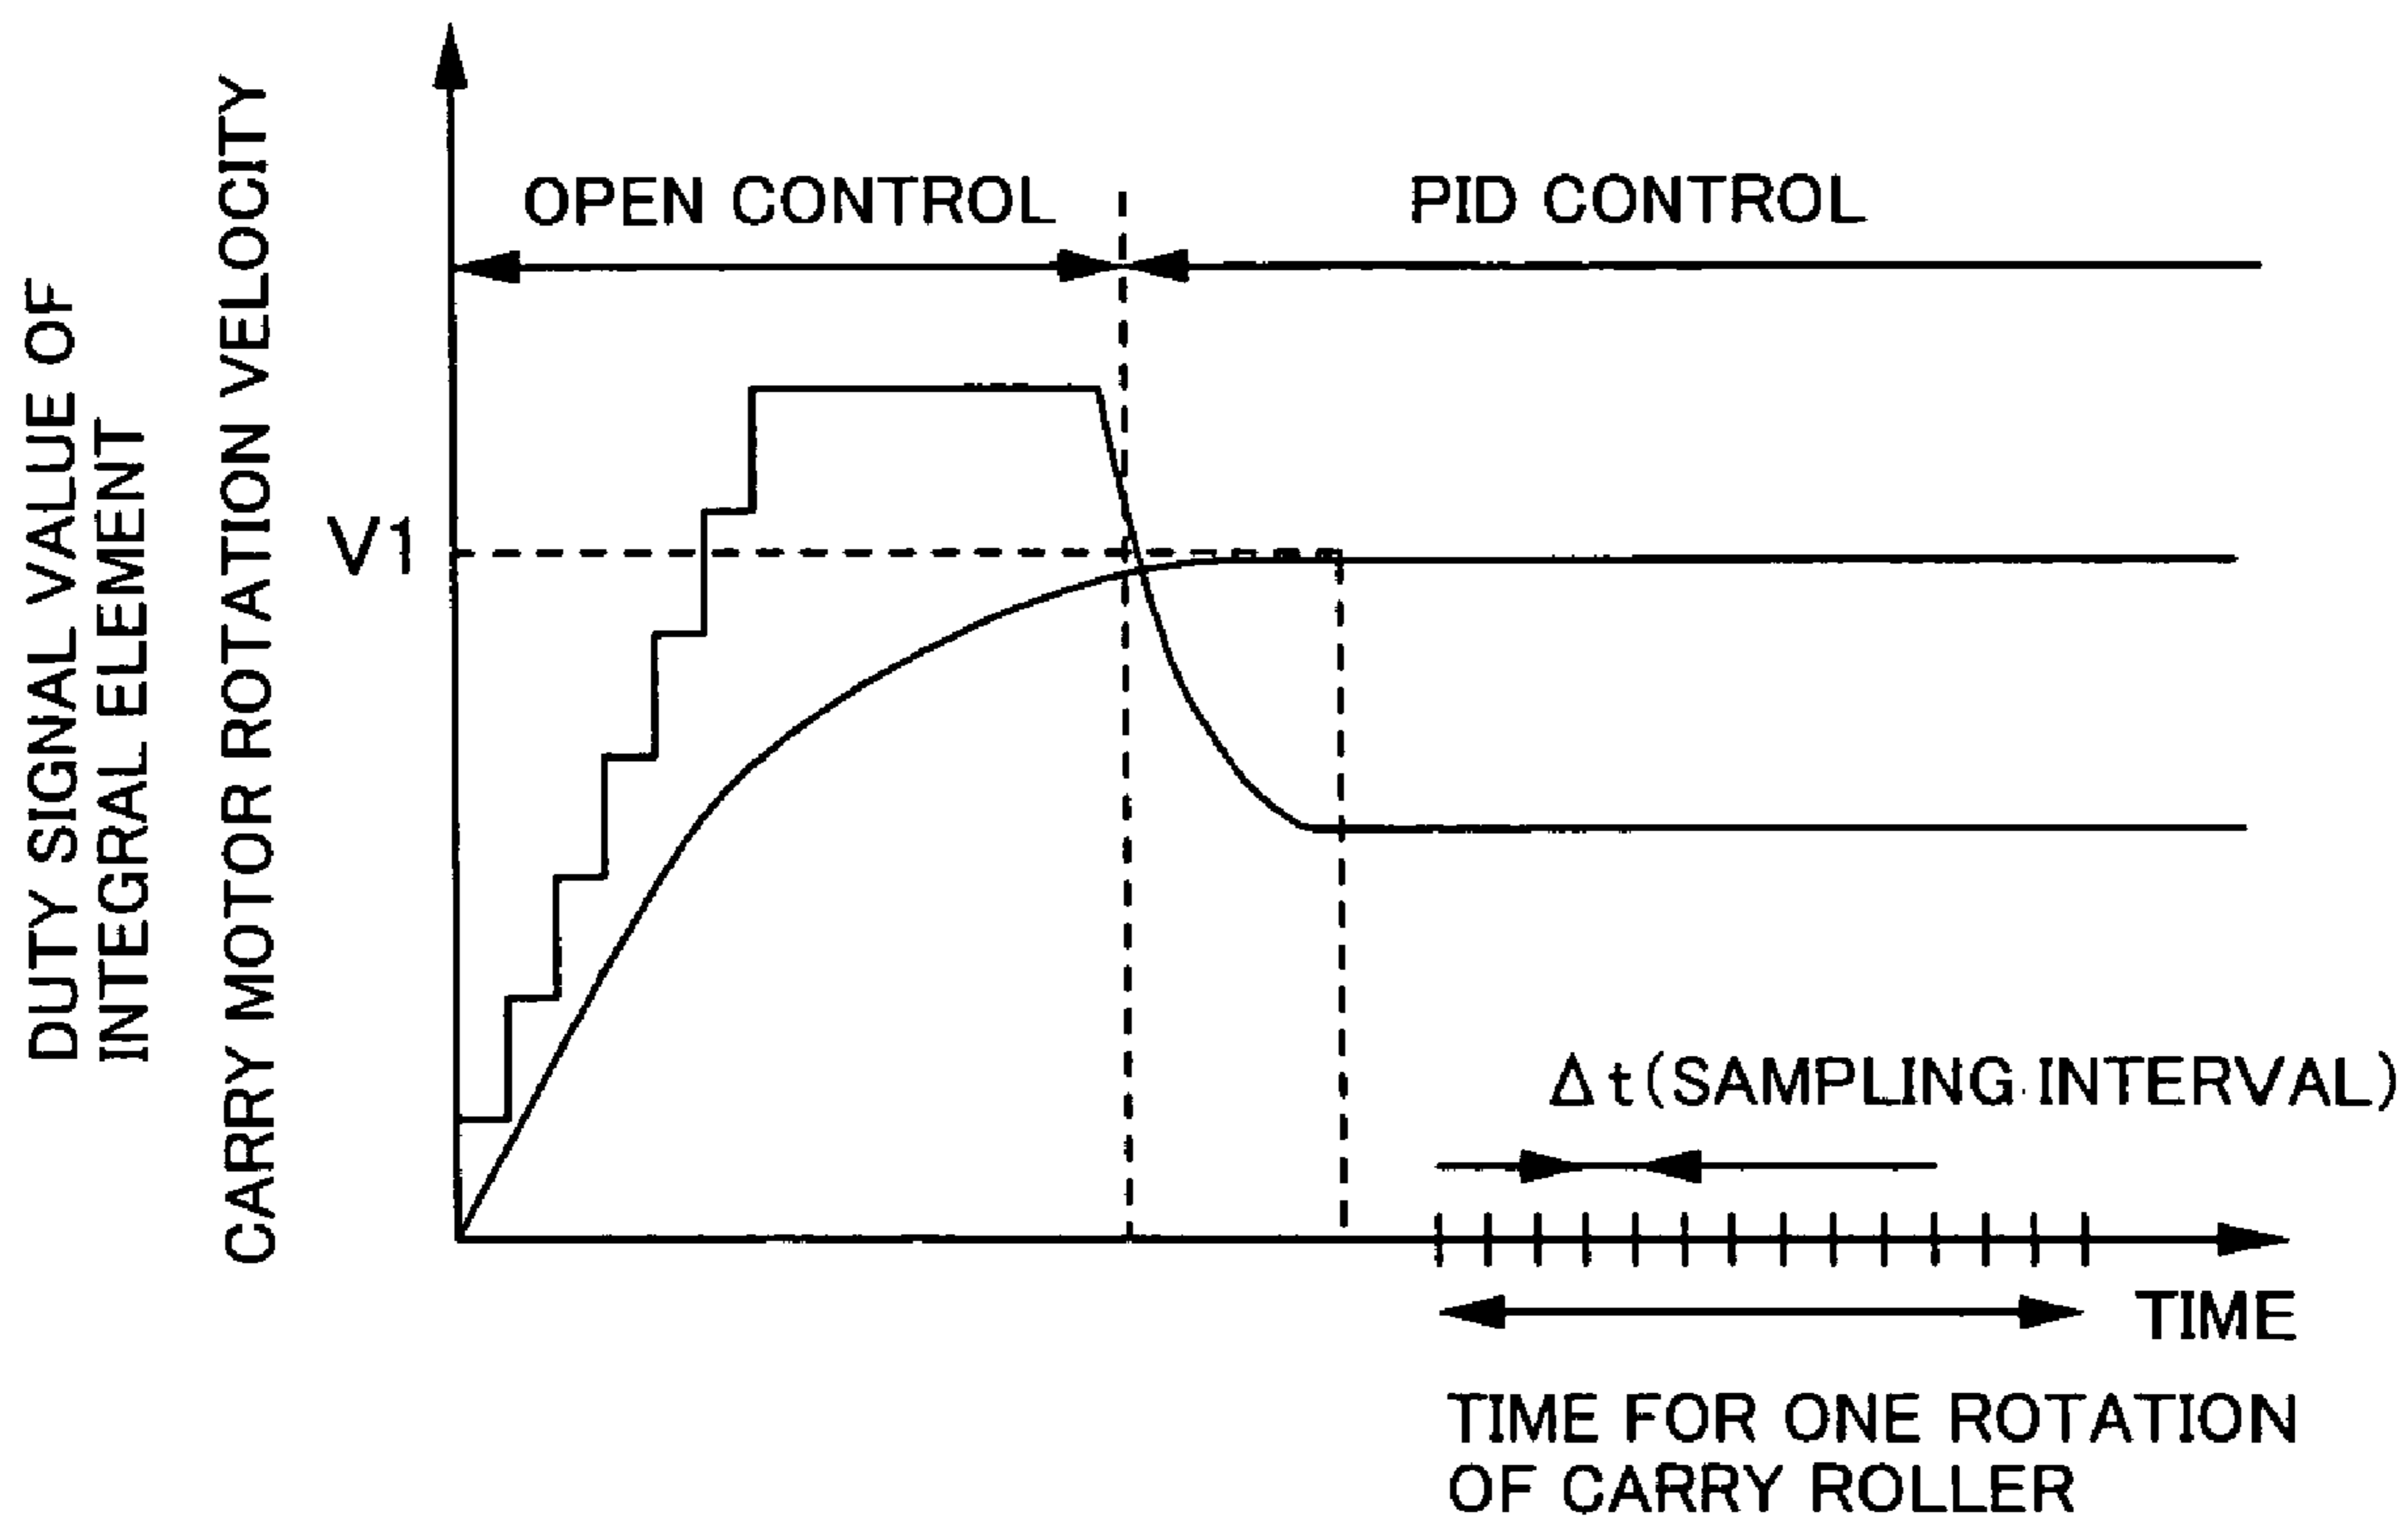 DUTY SIGNAL VALUE OF
INTEGRAL ELEMENT
CARRY MOTOR ROTATION VELOCITY
OPEN CONTROL
PID CONTROL
V1
Δt(SAMPLING INTERVAL)
TIME
TIME FOR ONE ROTATION
OF CARRY ROLLER